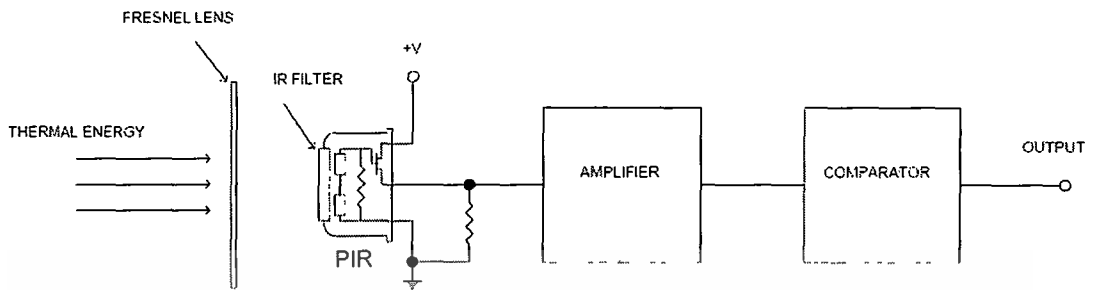 FRESNEL LENS
+V
IR FILTER
THERMAL ENERGY
OUTPUT
AMPLIFIER
COMPARATOR
PIR